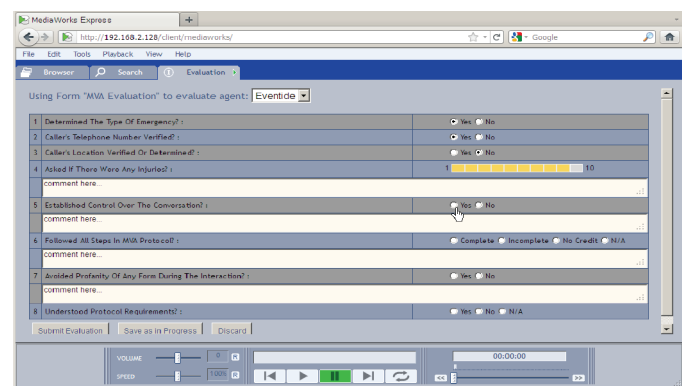 MediaWorks Express
http://192.168.2.128/client/mediaworks/
Google
File Edit Tools Playback View Help
Browser Search Evaluation
Using Form "MVA Evaluation" to evaluate agent: Eventide
1 Determined The Type Of Emergency? : Yes No
2 Caller's Telephone Number Verified? : Yes No
3 Caller's Location Verified Or Determined? : Yes No
4 Asked If There Were Any Injuries? : 1 10
comment here...
5 Established Control Over The Conversation? : Yes No
comment here...
6 Followed All Steps In MVA Protocol? : Complete Incomplete No Credit N/A
comment here...
7 Avoided Profanity Of Any Form During The Interaction? : Yes No
comment here...
8 Understood Protocol Requirements? : Yes No N/A
Submit Evaluation Save as In Progress Discard
VOLUME 0 R
00:00:00
SPEED 100% R
<< >>